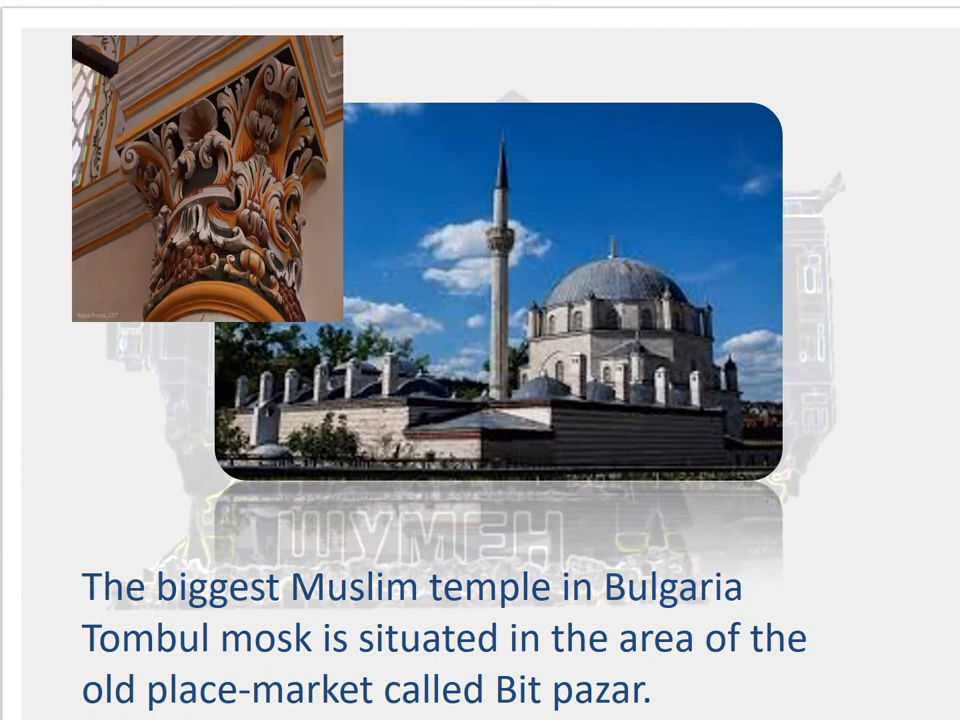 ШУМЕН
The biggest Muslim temple in Bulgaria
Tombul mosk is situated in the area of the
old place-market called Bit pazar.